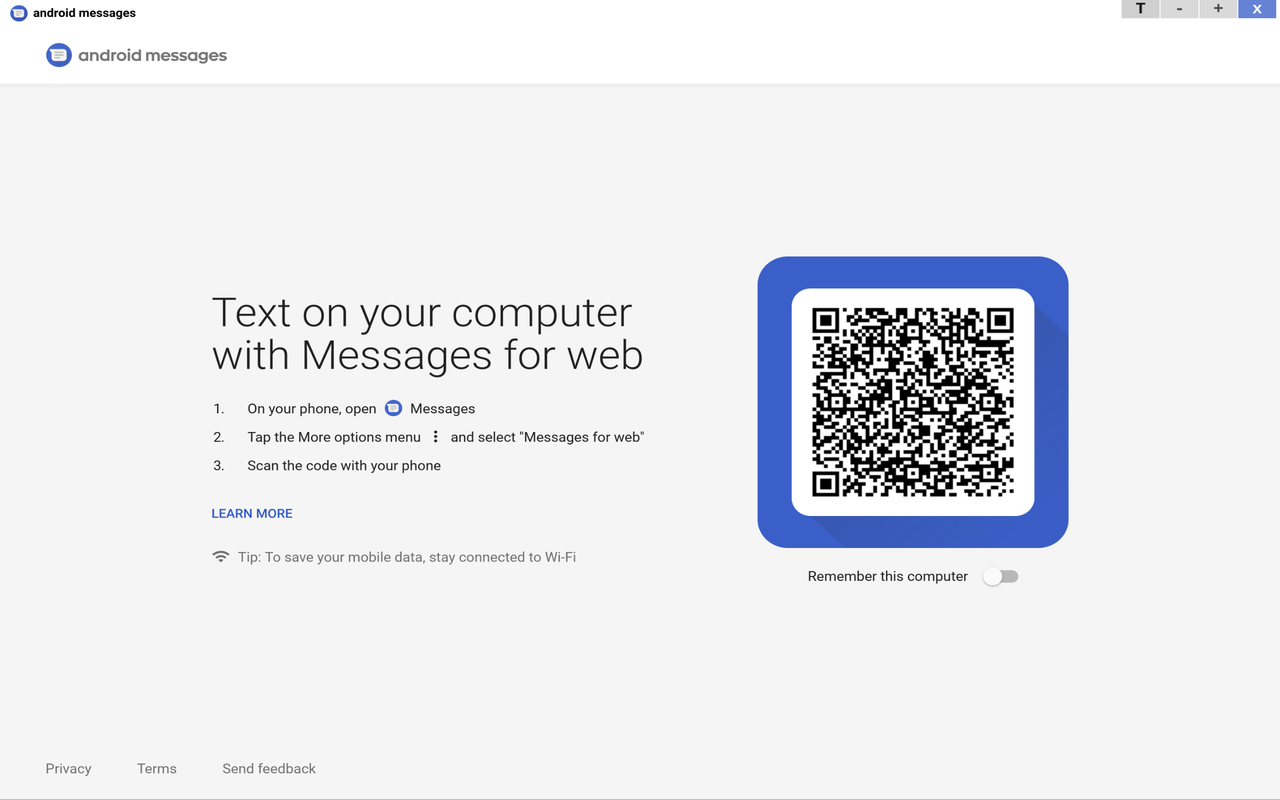 android messages
T - + x
android messages
Text on your computer
with Messages for web
1. On your phone, open Messages
2. Tap the More options menu and select "Messages for web"
3. Scan the code with your phone
LEARN MORE
Tip: To save your mobile data, stay connected to Wi-Fi
Remember this computer
Privacy Terms Send feedback